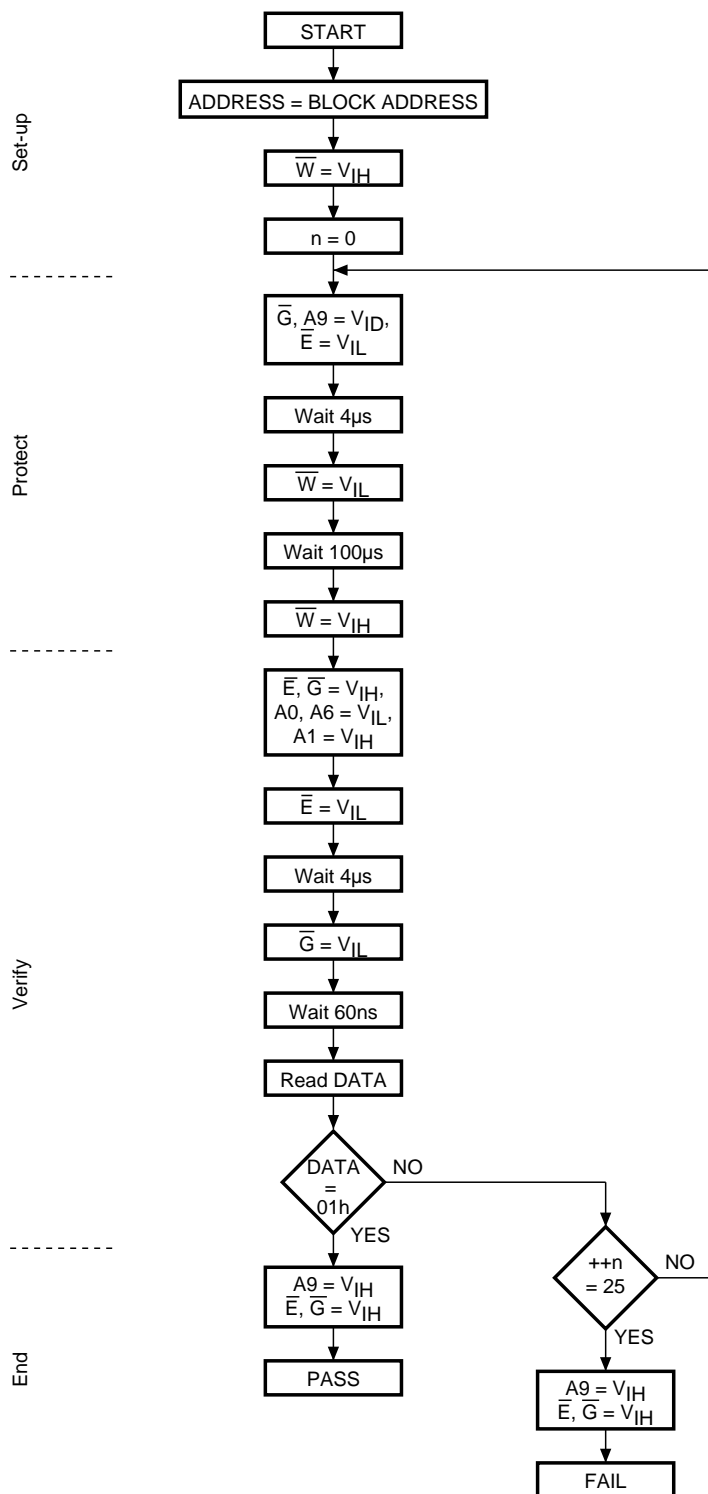 START
ADDRESS = BLOCK ADDRESS
Set-up
W̅ = VIH
n = 0
G̅, A9 = VID,
E̅ = VIL
Wait 4µs
Protect
W̅ = VIL
Wait 100µs
W̅ = VIH
E̅, G̅ = VIH,
A0, A6 = VIL,
A1 = VIH
E̅ = VIL
Wait 4µs
G̅ = VIL
Verify
Wait 60ns
Read DATA
DATA
=
01h
NO
YES
++n
= 25
NO
YES
A9 = VIH
E̅, G̅ = VIH
End
PASS
A9 = VIH
E̅, G̅ = VIH
FAIL